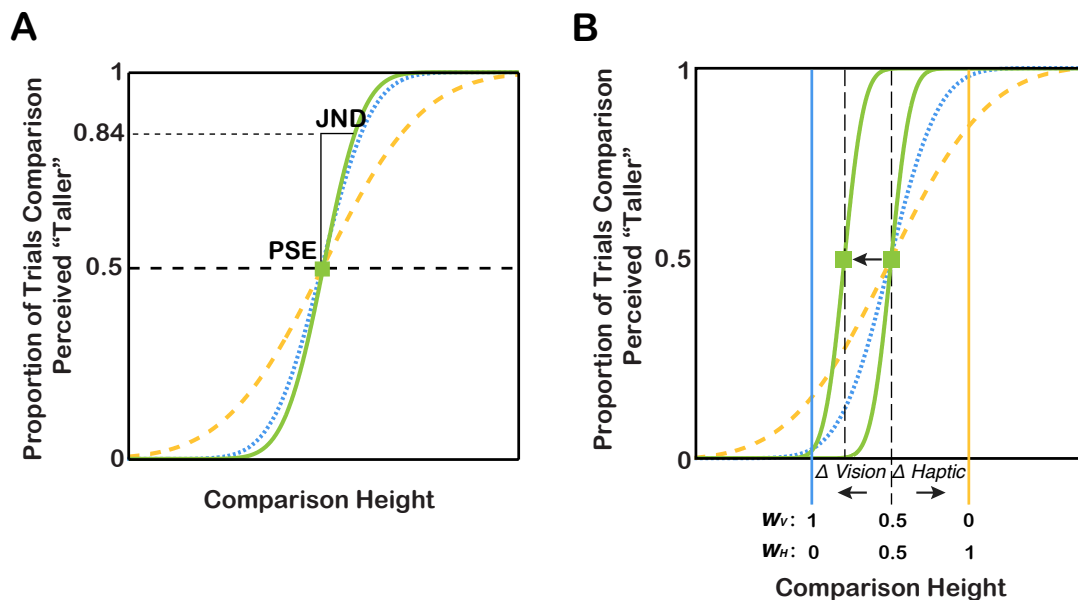 A
Proportion of Trials Comparison
Perceived “Taller”
1
0.84
0.5
0
JND
PSE
Comparison Height
B
Proportion of Trials Comparison
Perceived “Taller”
1
0.5
0
Δ Vision Δ Haptic
WV: 1 0.5 0
WH: 0 0.5 1
Comparison Height